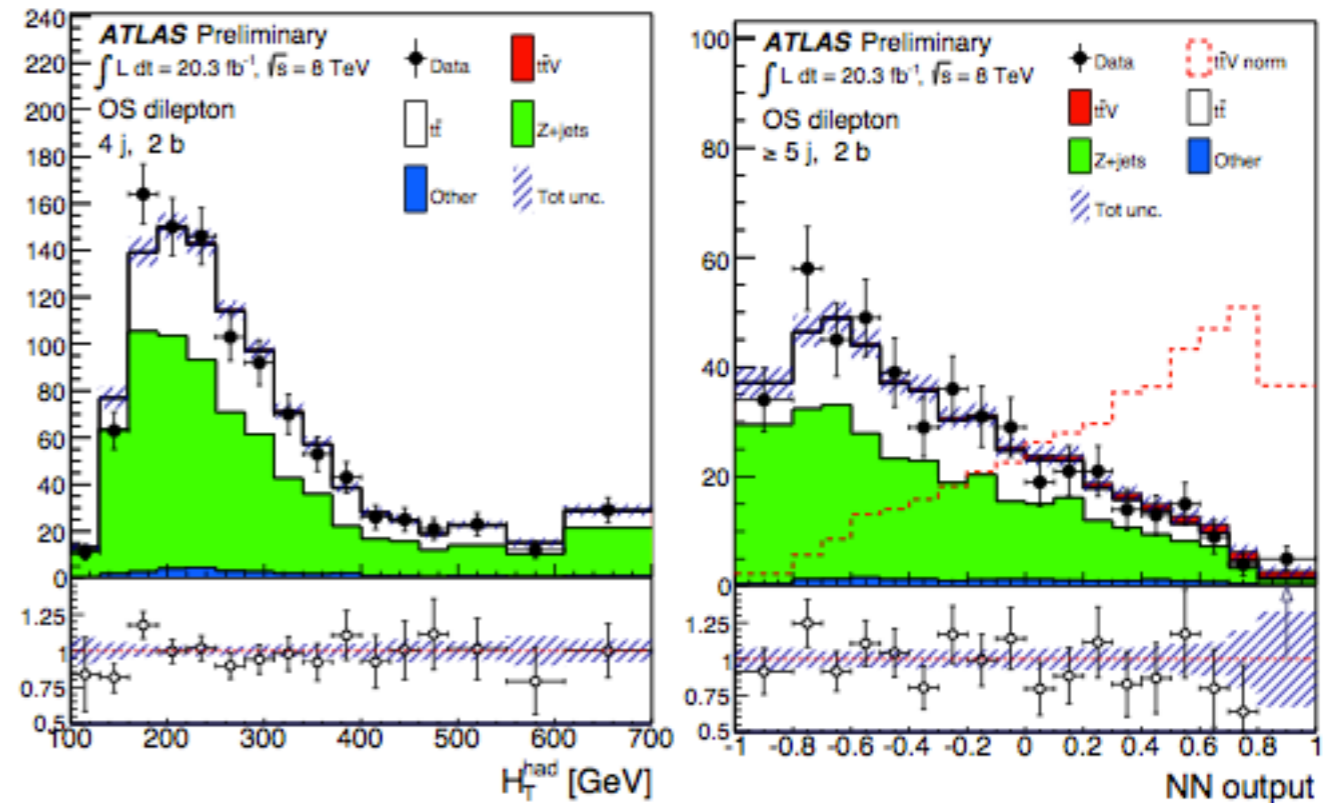 240
220
200
180
160
140
120
100
80
60
40
20
0
ATLAS Preliminary
∫ L dt = 20.3 fb⁻¹, √s = 8 TeV
OS dilepton
4 j, 2 b
Data
tt̄V
tt̄
Z+jets
Other
Tot unc.
1.25
1
0.75
0.5
100 200 300 400 500 600 700
H_T^had [GeV]
100
80
60
40
20
0
ATLAS Preliminary
∫ L dt = 20.3 fb⁻¹, √s = 8 TeV
OS dilepton
≥ 5 j, 2 b
Data
tt̄V norm
tt̄V
tt̄
Z+jets
Other
Tot unc.
1.25
1
0.75
0.5
-1 -0.8 -0.6 -0.4 -0.2 0 0.2 0.4 0.6 0.8 1
NN output